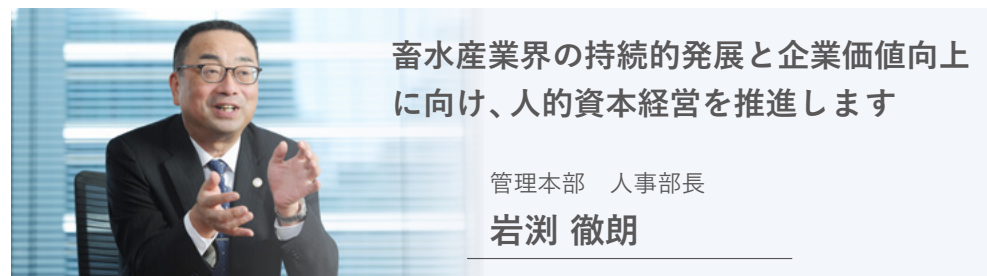 畜水産業界の持続的発展と企業価値向上
に向け、人的資本経営を推進します
管理本部　人事部長
岩渕 徹朗